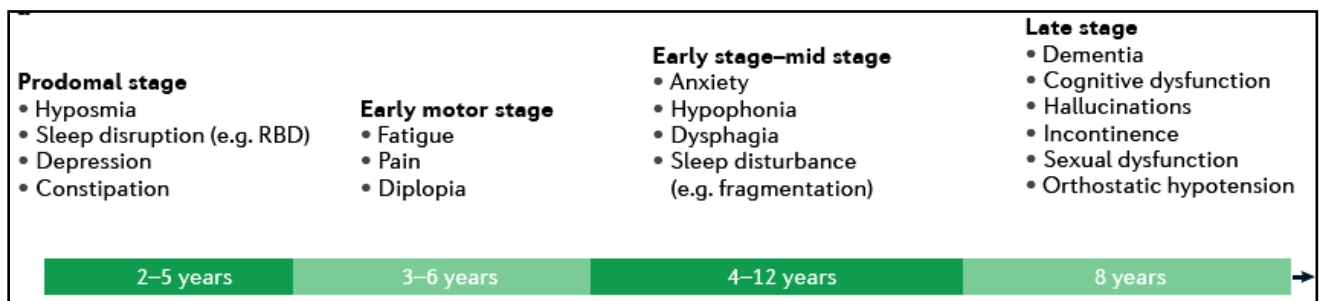 Prodomal stage
• Hyposmia
• Sleep disruption (e.g. RBD)
• Depression
• Constipation
Early motor stage
• Fatigue
• Pain
• Diplopia
Early stage–mid stage
• Anxiety
• Hypophonia
• Dysphagia
• Sleep disturbance
(e.g. fragmentation)
Late stage
• Dementia
• Cognitive dysfunction
• Hallucinations
• Incontinence
• Sexual dysfunction
• Orthostatic hypotension
2–5 years
3–6 years
4–12 years
8 years